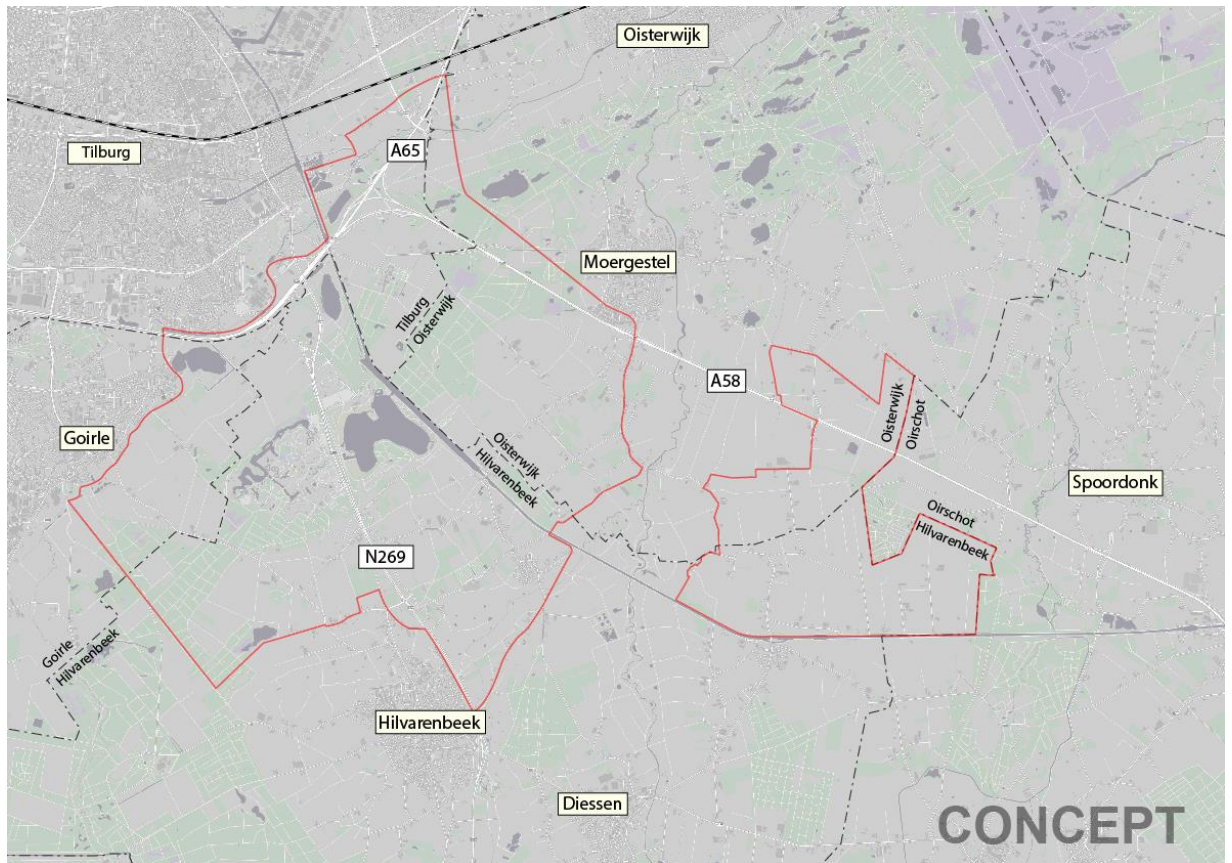 Oisterwijk
Tilburg
A65
Moergestel
Tilburg
Oisterwijk
A58
Oisterwijk
Oirschot
Goirle
Oisterwijk
Hilvarenbeek
Spoordonk
Oirschot
Hilvarenbeek
N269
Goirle
Hilvarenbeek
Hilvarenbeek
Diessen
CONCEPT